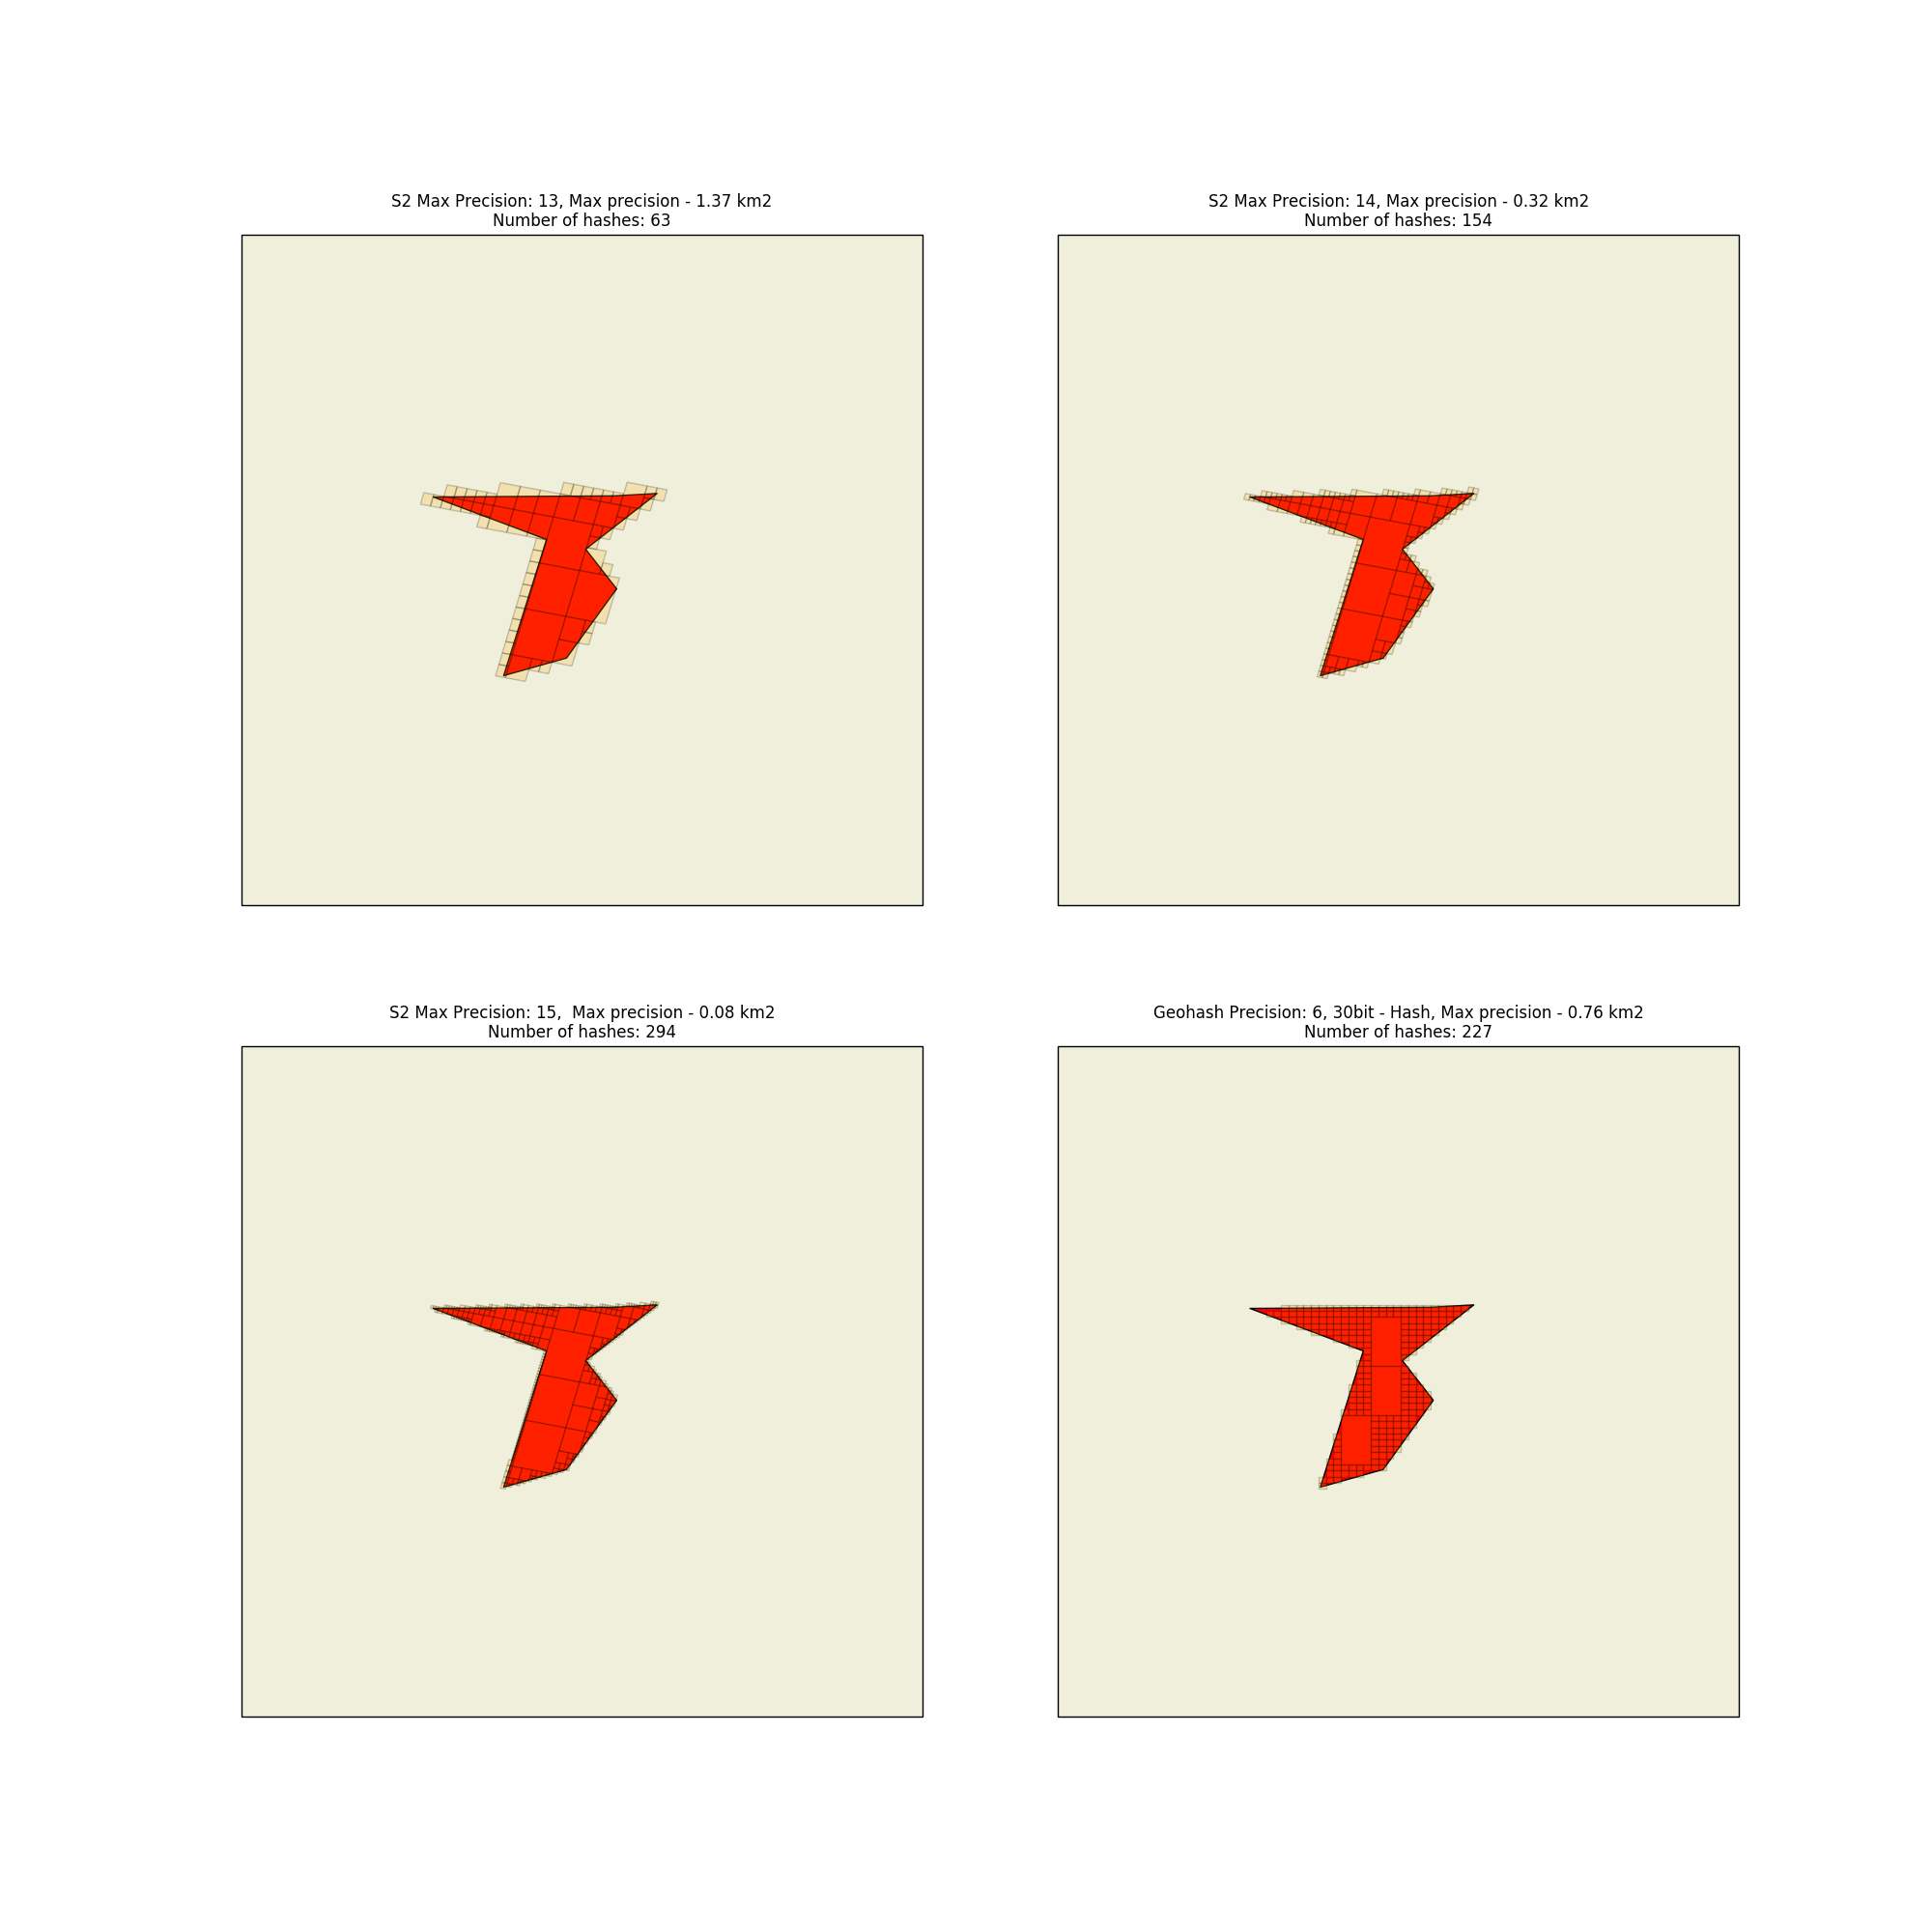 S2 Max Precision: 13, Max precision - 1.37 km2
Number of hashes: 63
S2 Max Precision: 14, Max precision - 0.32 km2
Number of hashes: 154
S2 Max Precision: 15,  Max precision - 0.08 km2
Number of hashes: 294
Geohash Precision: 6, 30bit - Hash, Max precision - 0.76 km2
Number of hashes: 227